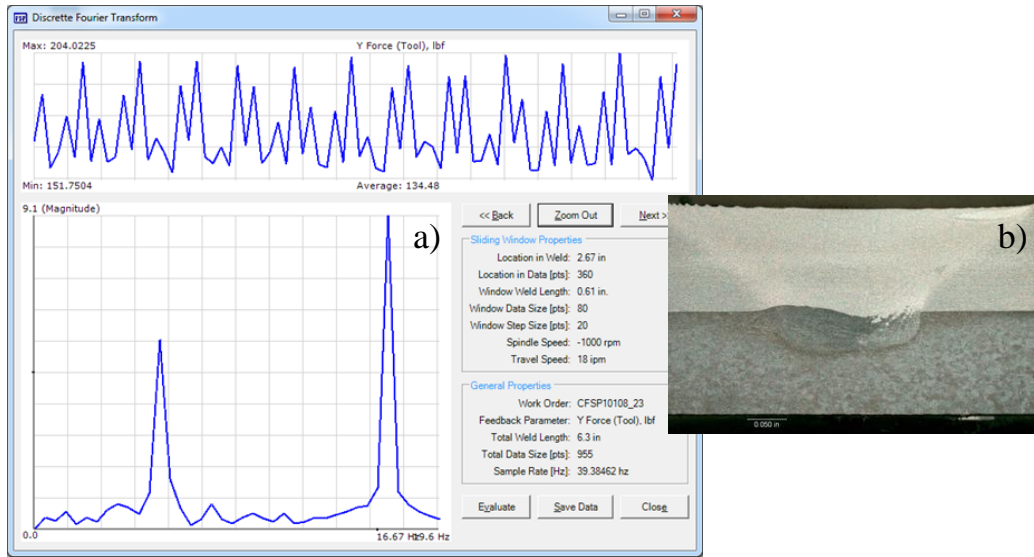 FSP Discrette Fourier Transform
Max: 204.0225 Y Force (Tool), lbf
Min: 151.7504 Average: 134.48
9.1 (Magnitude)
a)
0.0 16.67 Hz 19.6 Hz
<< Back Zoom Out Next >
Sliding Window Properties
Location in Weld: 2.67 in
Location in Data [pts]: 360
Window Weld Length: 0.61 in.
Window Data Size [pts]: 80
Window Step Size [pts]: 20
Spindle Speed: -1000 rpm
Travel Speed: 18 ipm
General Properties
Work Order: CFSP10108_23
Feedback Parameter: Y Force (Tool), lbf
Total Weld Length: 6.3 in
Total Data Size [pts]: 955
Sample Rate [Hz]: 39.38462 hz
Evaluate Save Data Close
b)
0.050 in